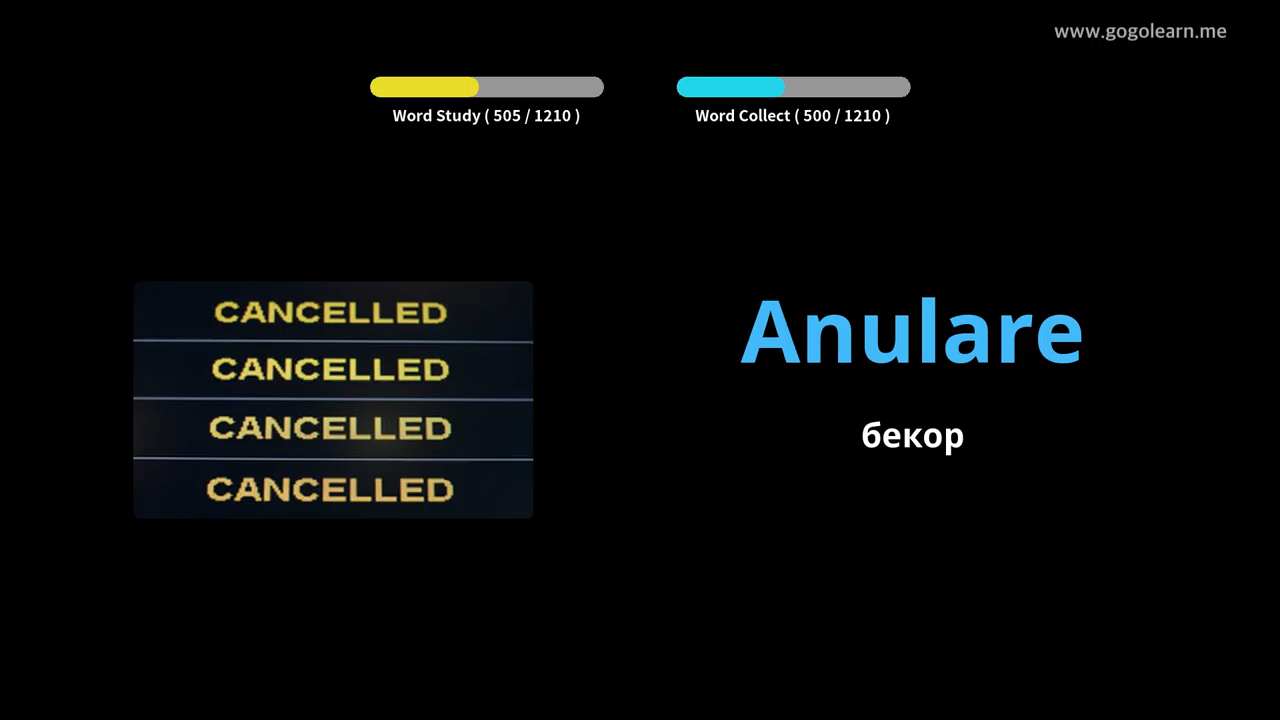 www.gogolearn.me
Word Study ( 505 / 1210 )
Word Collect ( 500 / 1210 )
CANCELLED
CANCELLED
CANCELLED
CANCELLED
Anulare
бекор